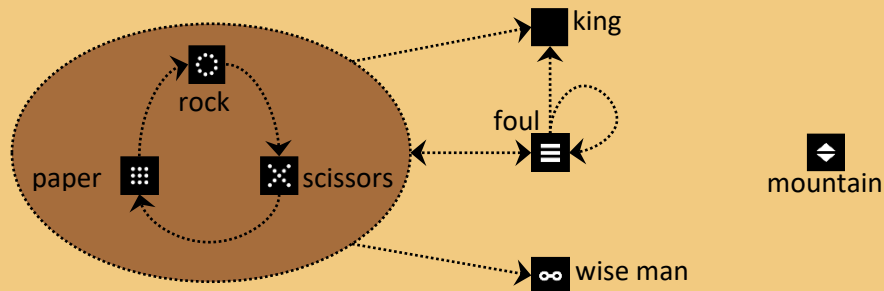 king
rock
foul
paper
scissors
mountain
wise man